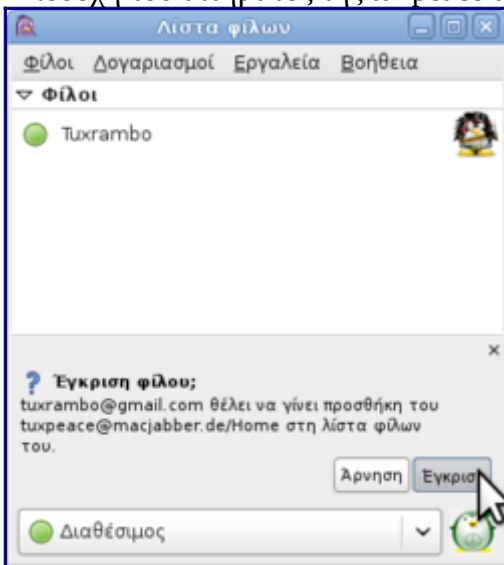 Λίστα φίλων
Φίλοι Λογαριασμοί Εργαλεία Βοήθεια
Φίλοι
Tuxrambo
Έγκριση φίλου;
tuxrambo@gmail.com θέλει να γίνει προσθήκη του
tuxpeace@macjabber.de/Home στη λίστα φίλων
του.
Άρνηση
Διαθέσιμος